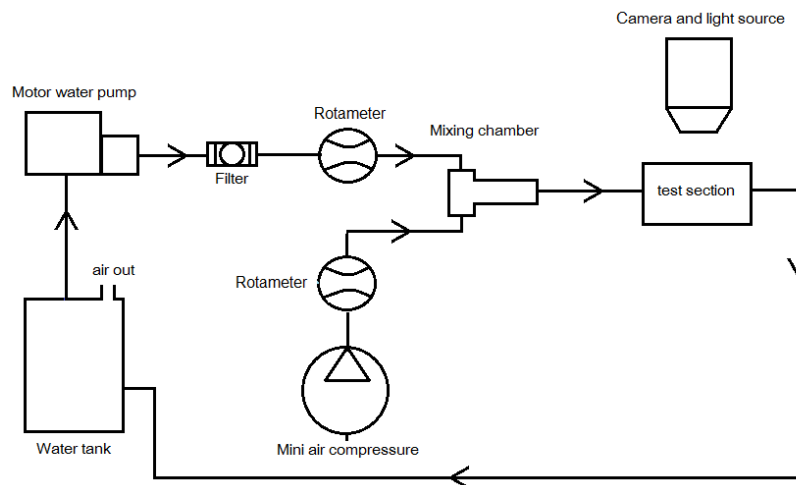 Camera and light source
Motor water pump
Rotameter
Mixing chamber
Filter
test section
air out
Rotameter
Water tank
Mini air compressure